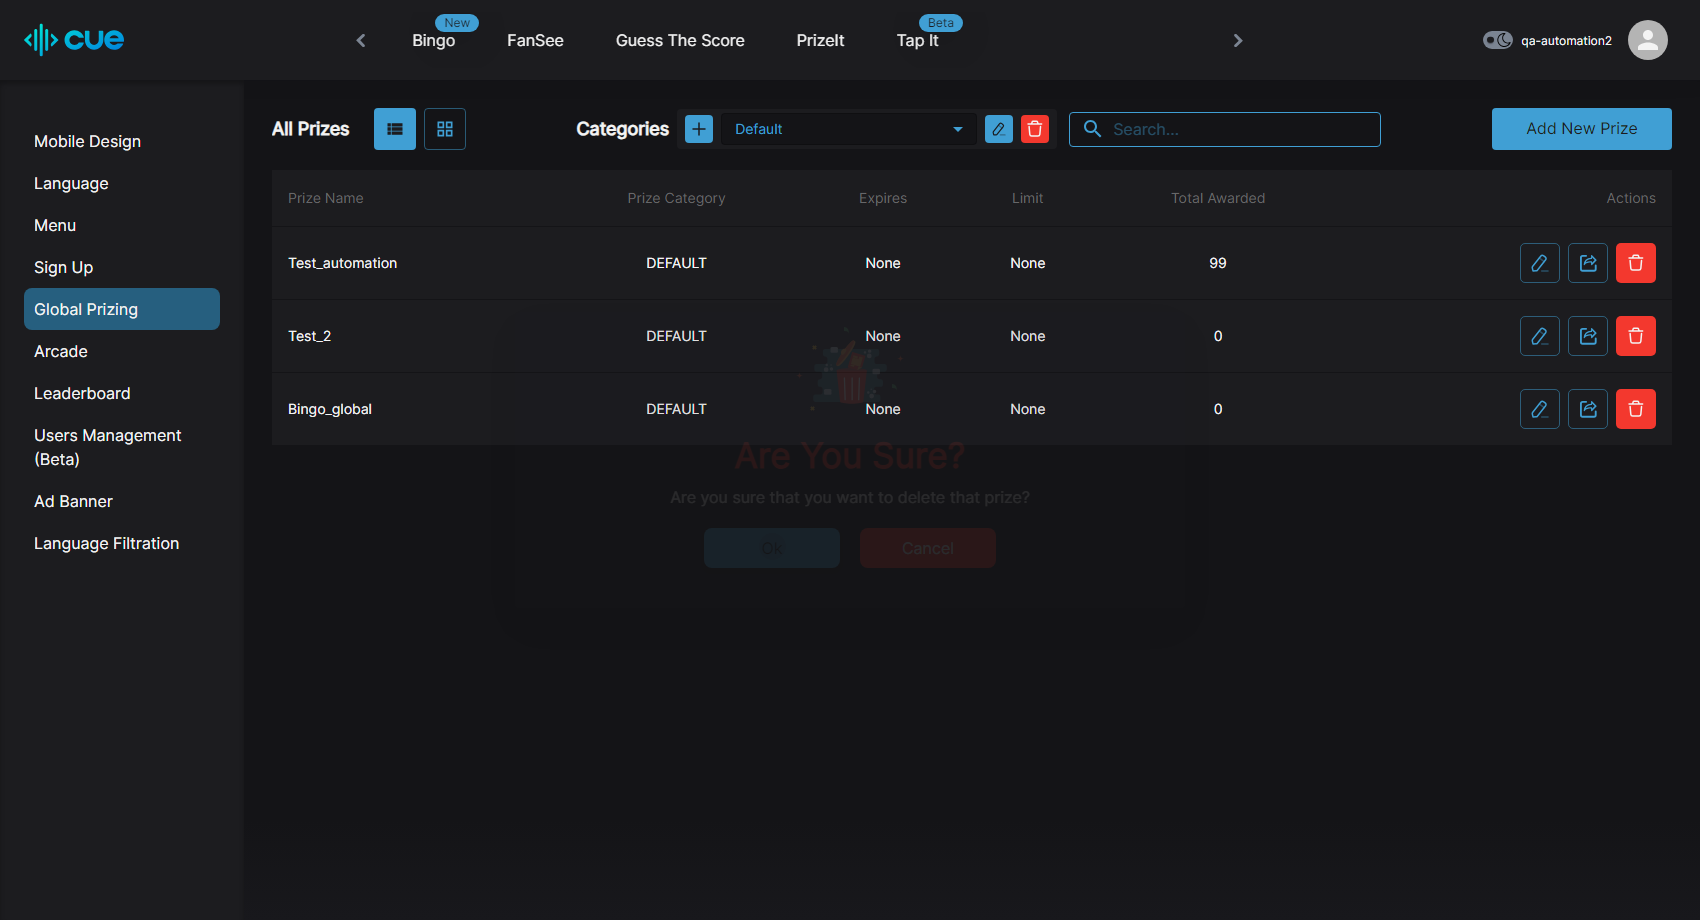 cue
New
Bingo
FanSee
Guess The Score
PrizeIt
Beta
Tap It
qa-automation2
Mobile Design
Language
Menu
Sign Up
Global Prizing
Arcade
Leaderboard
Users Management
(Beta)
Ad Banner
Language Filtration
All Prizes
Categories
Default
Search...
Add New Prize
Prize Name Prize Category Expires Limit Total Awarded Actions
Test_automation DEFAULT None None 99
Test_2 DEFAULT None None 0
Bingo_global DEFAULT None None 0
Are You Sure?
Are you sure that you want to delete that prize?
Ok
Cancel